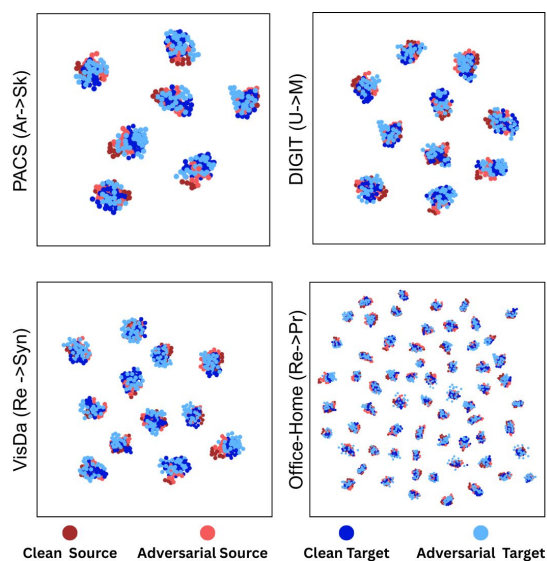 PACS (Ar->Sk)
DIGIT (U->M)
VisDa (Re ->Syn)
Office-Home (Re->Pr)
Clean Source
Adversarial Source
Clean Target
Adversarial Target